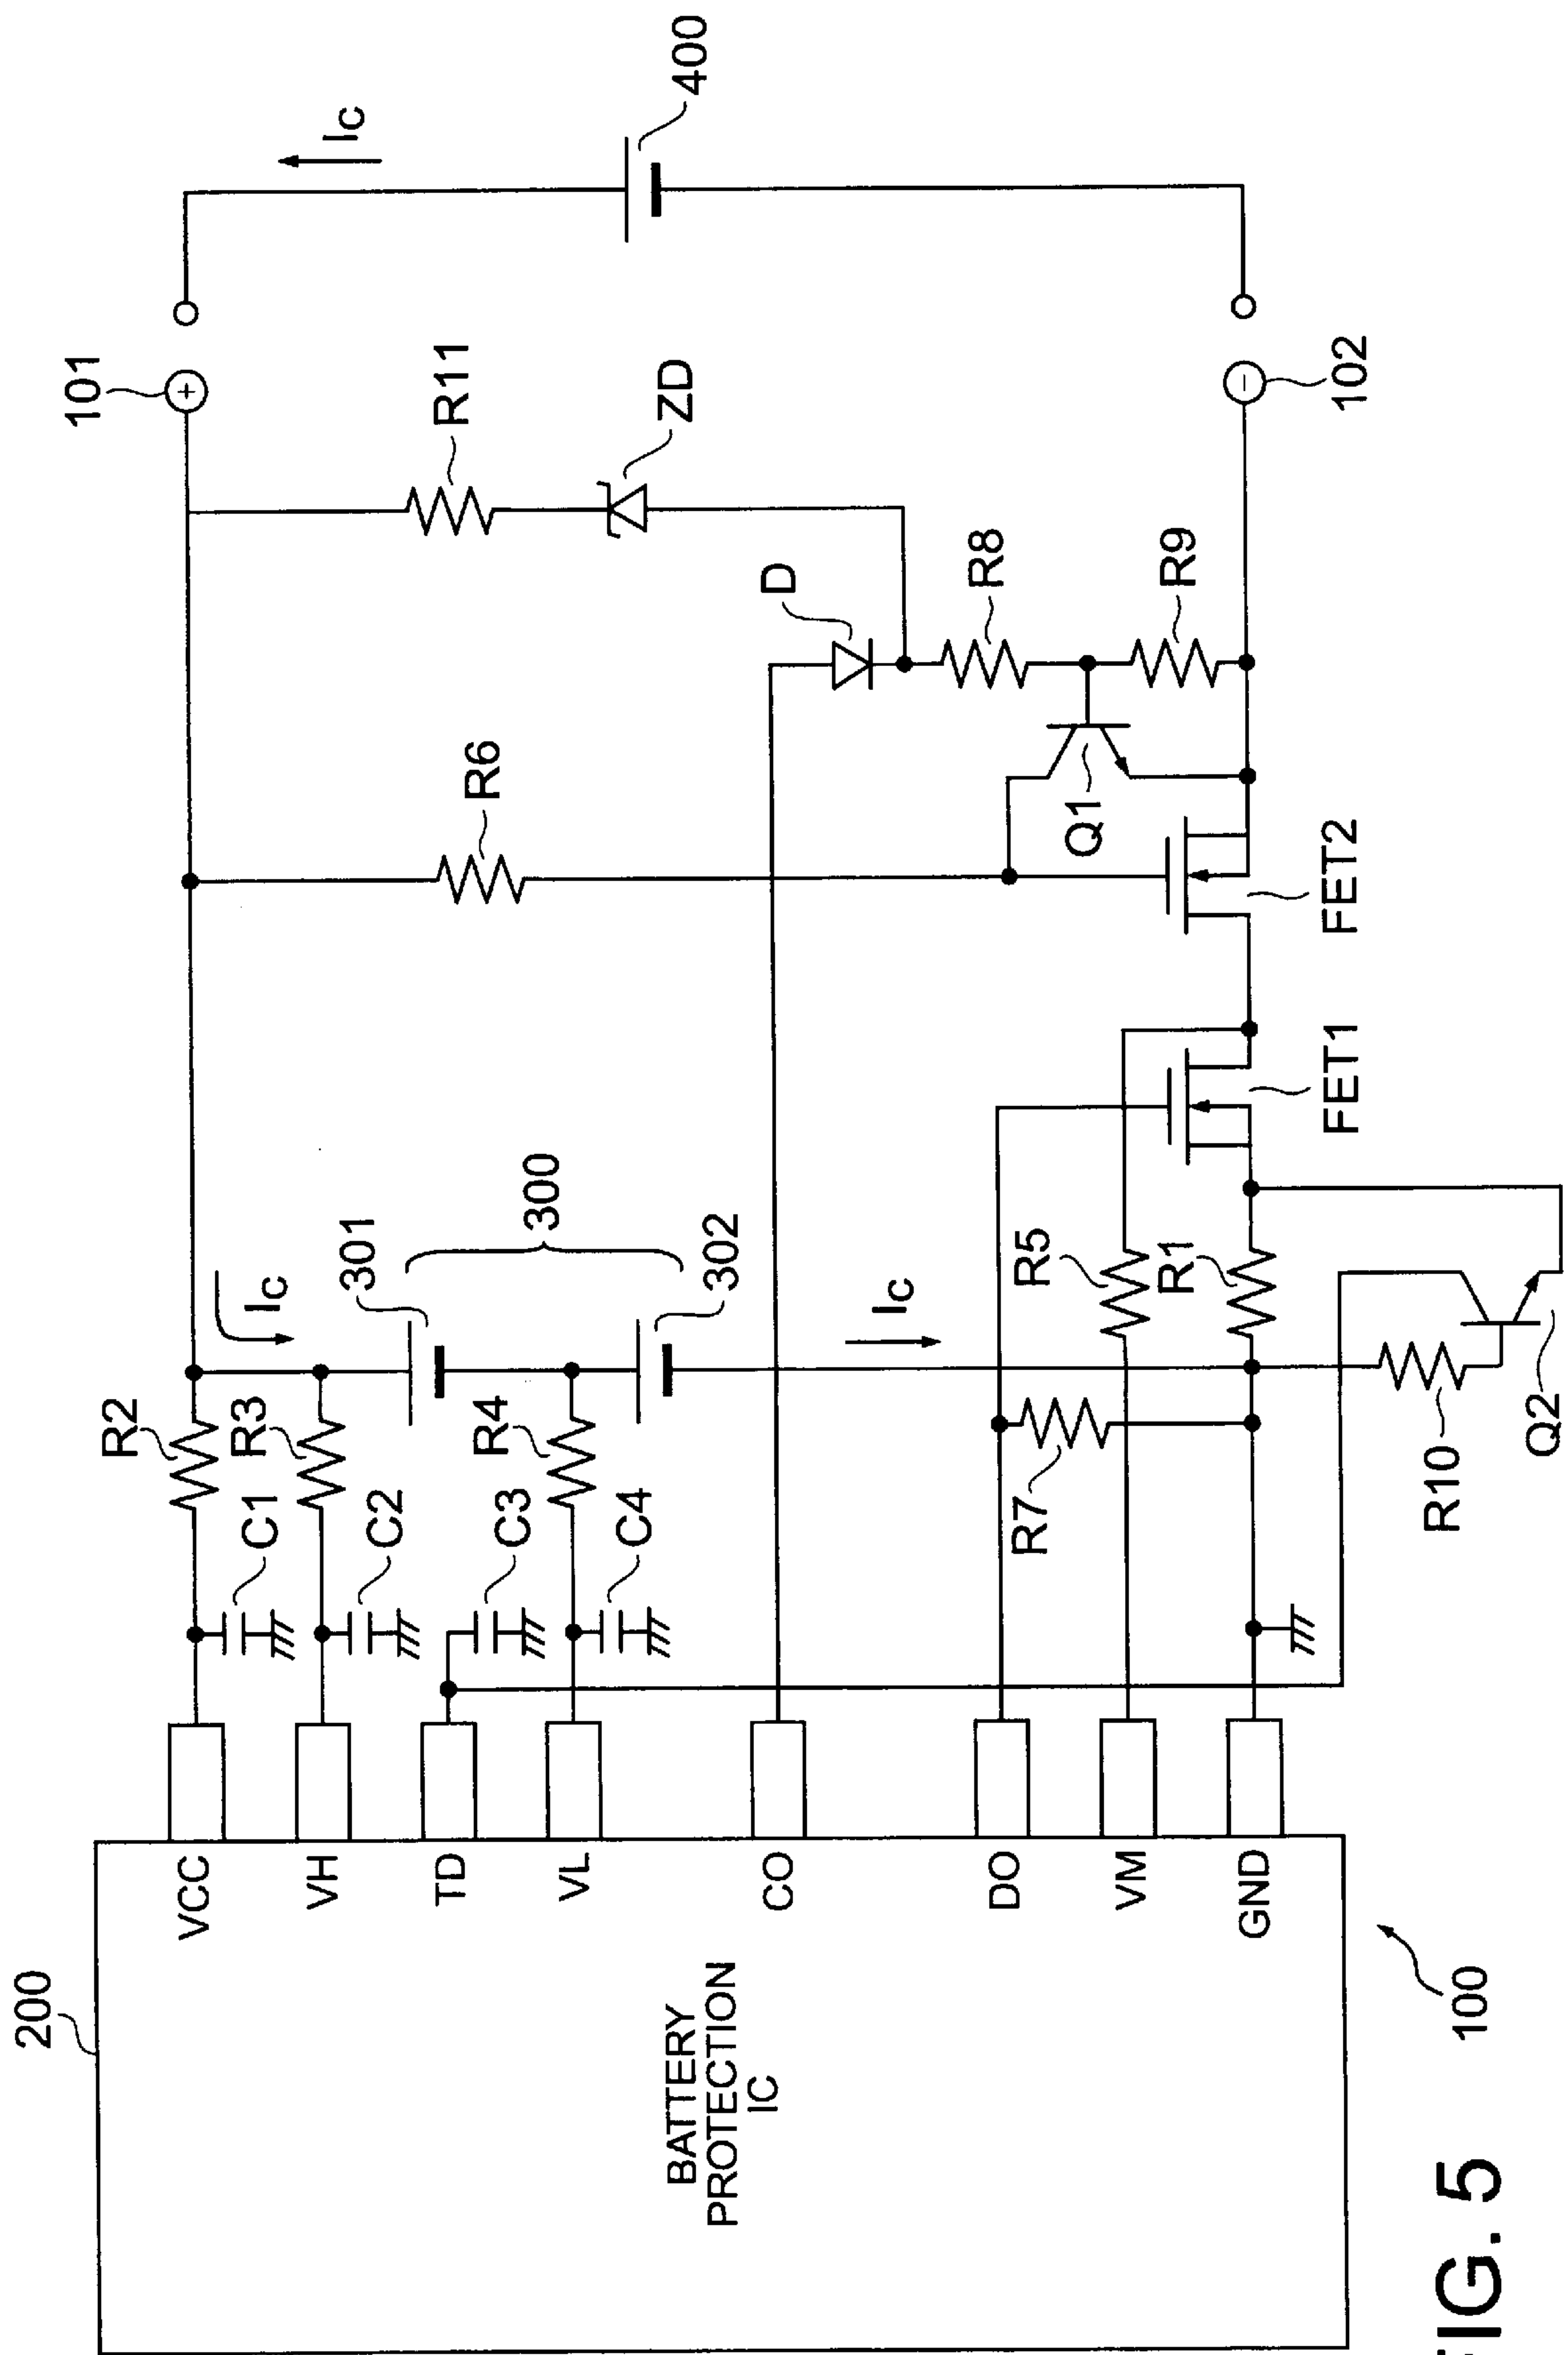 200
BATTERY
PROTECTION
IC
VCC
VH
TD
VL
CO
DO
VM
GND
100
R2
C1
R3
C2
C3
R4
C4
R7
R10
Q2
Ic
301
300
302
Ic
R5
R1
FET1
R6
Q1
FET2
D
R8
R9
R11
ZD
101
+
-
102
Ic
400
FIG. 5